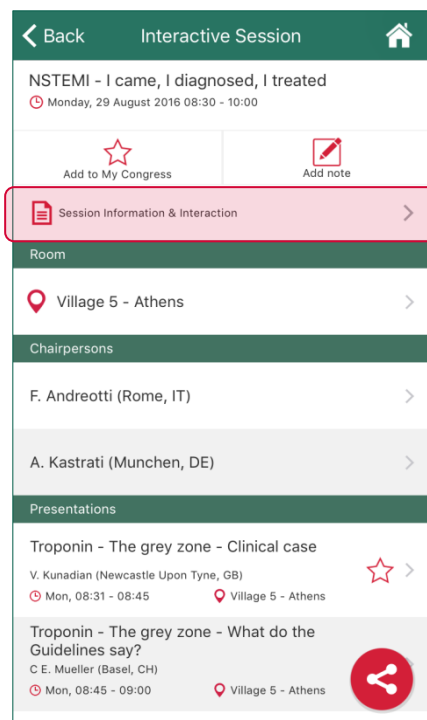 Back Interactive Session
NSTEMI - I came, I diagnosed, I treated
Monday, 29 August 2016 08:30 - 10:00
Add to My Congress Add note
Session Information & Interaction
Room
Village 5 - Athens
Chairpersons
F. Andreotti (Rome, IT)
A. Kastrati (Munchen, DE)
Presentations
Troponin - The grey zone - Clinical case
V. Kunadian (Newcastle Upon Tyne, GB)
Mon, 08:31 - 08:45 Village 5 - Athens
Troponin - The grey zone - What do the
Guidelines say?
C E. Mueller (Basel, CH)
Mon, 08:45 - 09:00 Village 5 - Athens